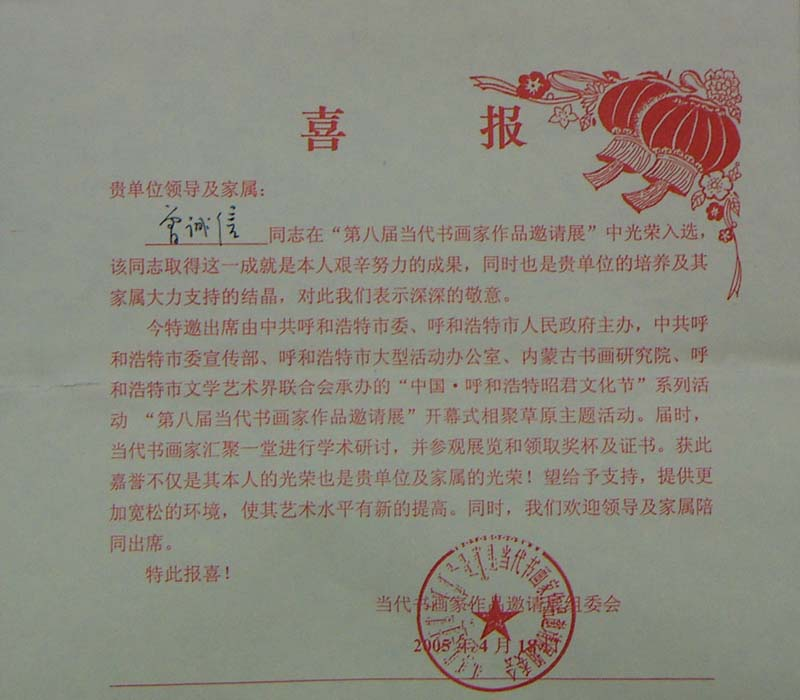 喜 报
贵单位领导及家属：
曾诚信同志在“第八届当代书画家作品邀请展”中光荣入选，
该同志取得这一成就是本人艰辛努力的成果，同时也是贵单位的培养及其
家属大力支持的结晶，对此我们表示深深的敬意。
今特邀出席由中共呼和浩特市委、呼和浩特市人民政府主办，中共呼
和浩特市委宣传部、呼和浩特市大型活动办公室、内蒙古书画研究院、呼
和浩特市文学艺术界联合会承办的“中国·呼和浩特昭君文化节”系列活
动 “第八届当代书画家作品邀请展”开幕式相聚草原主题活动。届时，
当代书画家汇聚一堂进行学术研讨，并参观展览和领取奖杯及证书。获此
嘉誉不仅是其本人的光荣也是贵单位及家属的光荣！望给予支持，提供更
加宽松的环境，使其艺术水平有新的提高。同时，我们欢迎领导及家属陪
同出席。
特此报喜！
当代书画家作品邀请展组委会
2005 年 4 月
当代书画家作品邀请展组委会